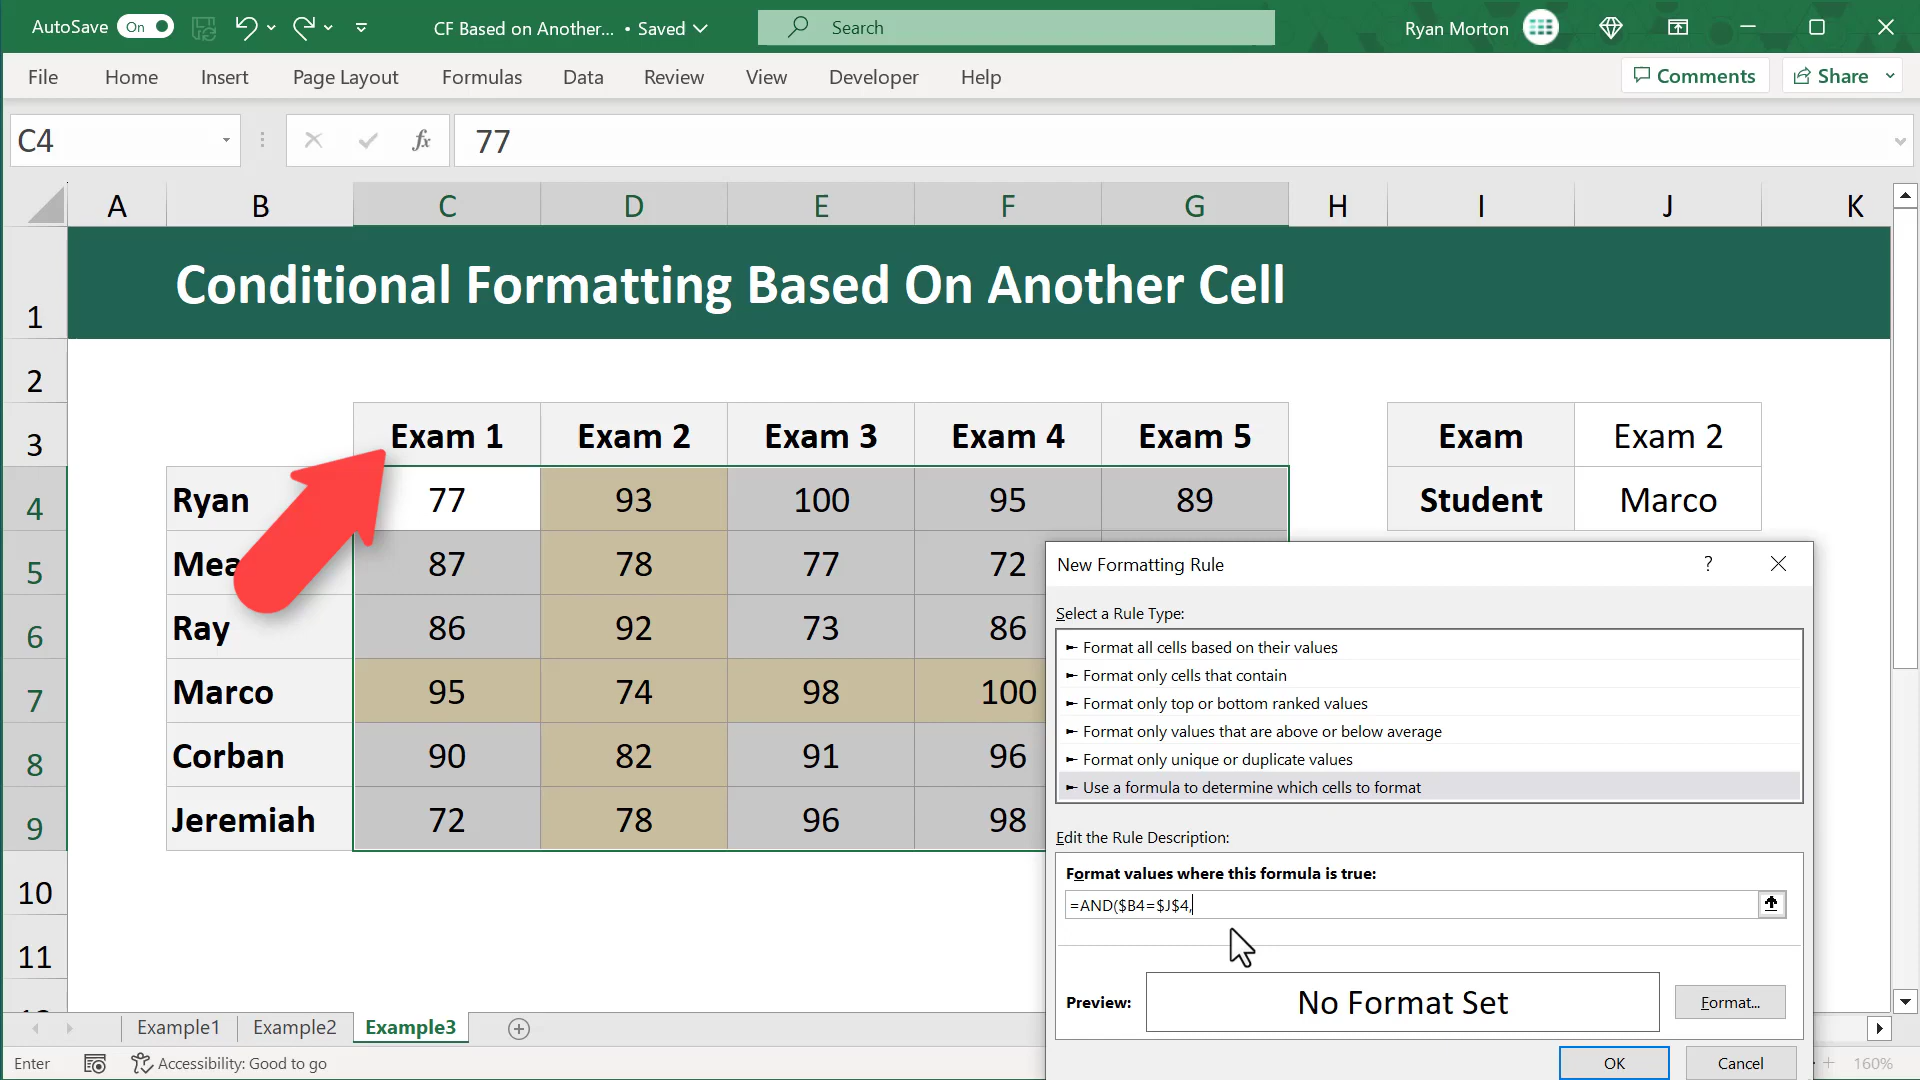 AutoSave On CF Based on Another... • Saved Search Ryan Morton
File Home Insert Page Layout Formulas Data Review View Developer Help Comments Share
C4 fx 77
A B C D E F G H I J K
1 Conditional Formatting Based On Another Cell
2
3 Exam 1 Exam 2 Exam 3 Exam 4 Exam 5 Exam Exam 2
4 Ryan 77 93 100 95 89 Student Marco
5 Mea 87 78 77 72
6 Ray 86 92 73 86
7 Marco 95 74 98 100
8 Corban 90 82 91 96
9 Jeremiah 72 78 96 98
10
11
New Formatting Rule ?
Select a Rule Type:
► Format all cells based on their values
► Format only cells that contain
► Format only top or bottom ranked values
► Format only values that are above or below average
► Format only unique or duplicate values
► Use a formula to determine which cells to format
Edit the Rule Description:
Format values where this formula is true:
=AND($B4=$J$4,
Preview: No Format Set Format...
OK Cancel
Example1 Example2 Example3
Enter Accessibility: Good to go 160%